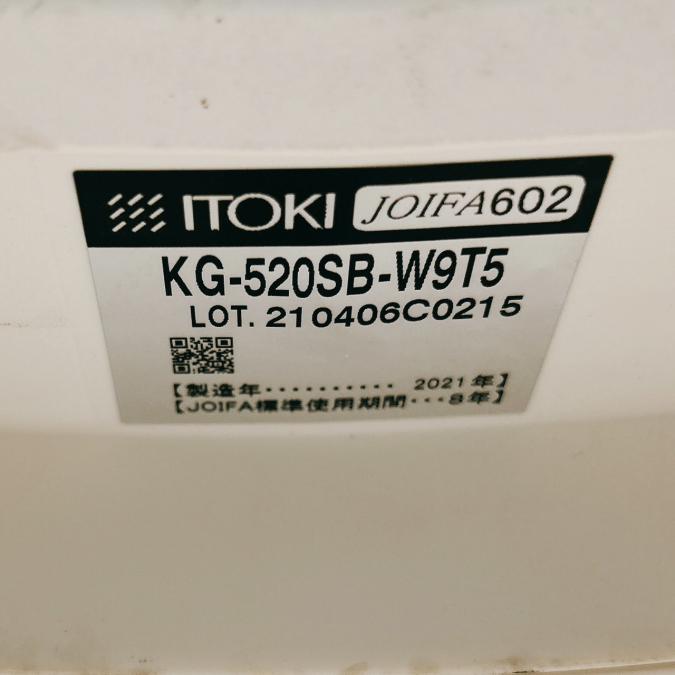 ITOKI JOIFA602
KG-520SB-W9T5
LOT. 210406C0215
【製造年・・・・・・・・・・ 2021年】
【JOIFA標準使用期間・・・8年】